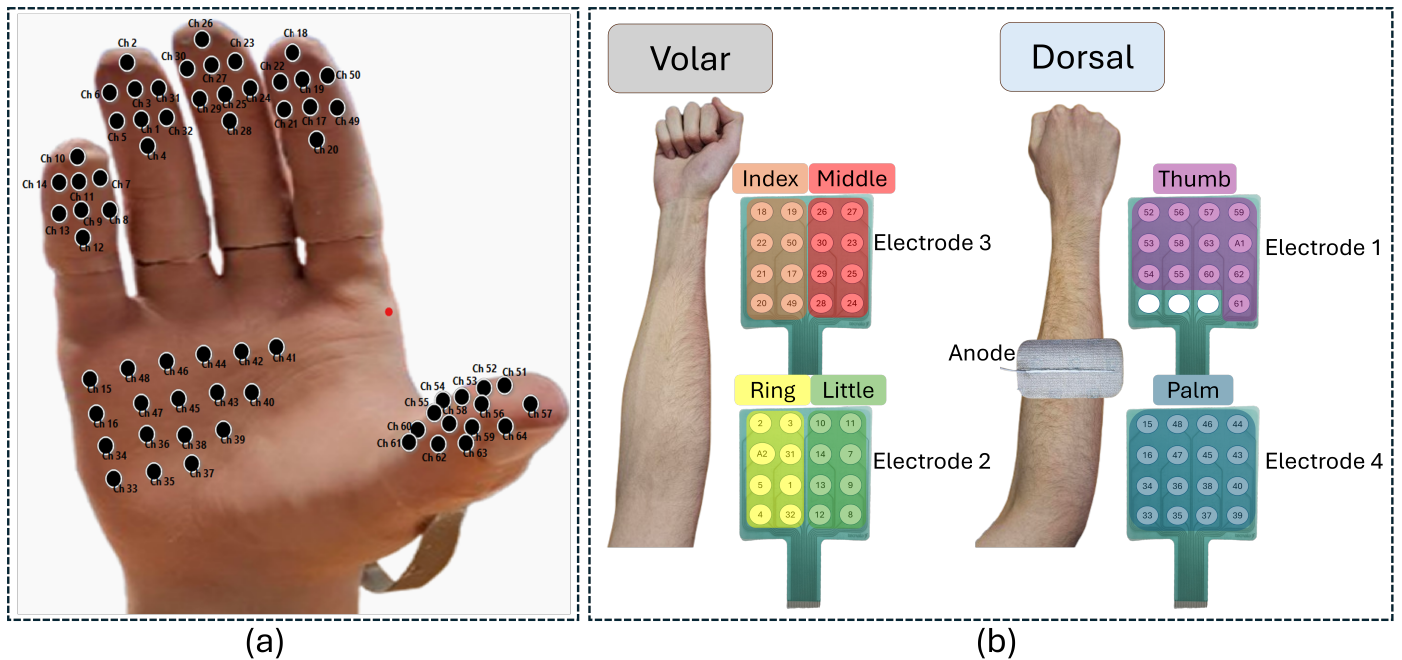 Ch 26
Ch 2
Ch 18
Ch 30
Ch 23
Ch 27
Ch 22
Ch 50
Ch 19
Ch 6
Ch 3
Ch 31
Ch 29
Ch 25
Ch 24
Ch 21
Ch 17
Ch 49
Ch 5
Ch 1
Ch 32
Ch 28
Ch 20
Ch 4
Ch 10
Ch 14
Ch 7
Ch 11
Ch 13
Ch 9
Ch 8
Ch 12
Ch 15
Ch 48
Ch 46
Ch 44
Ch 42
Ch 41
Ch 16
Ch 47
Ch 45
Ch 43
Ch 40
Ch 34
Ch 36
Ch 38
Ch 39
Ch 33
Ch 35
Ch 37
Ch 54
Ch 53
Ch 52
Ch 51
Ch 55
Ch 58
Ch 56
Ch 57
Ch 60
Ch 59
Ch 64
Ch 61
Ch 62
Ch 63
(a)
Volar
Index Middle
18 19 26 27
22 50 30 23
21 17 29 25
20 49 28 24
Electrode 3
Ring Little
2 3 10 11
A2 31 14 7
5 1 13 9
4 32 12 8
Electrode 2
Dorsal
Anode
Thumb
52 56 57 59
53 58 63 A1
54 55 60 62
61
Electrode 1
Palm
15 48 46 44
16 47 45 43
34 36 38 40
33 35 37 39
Electrode 4
(b)